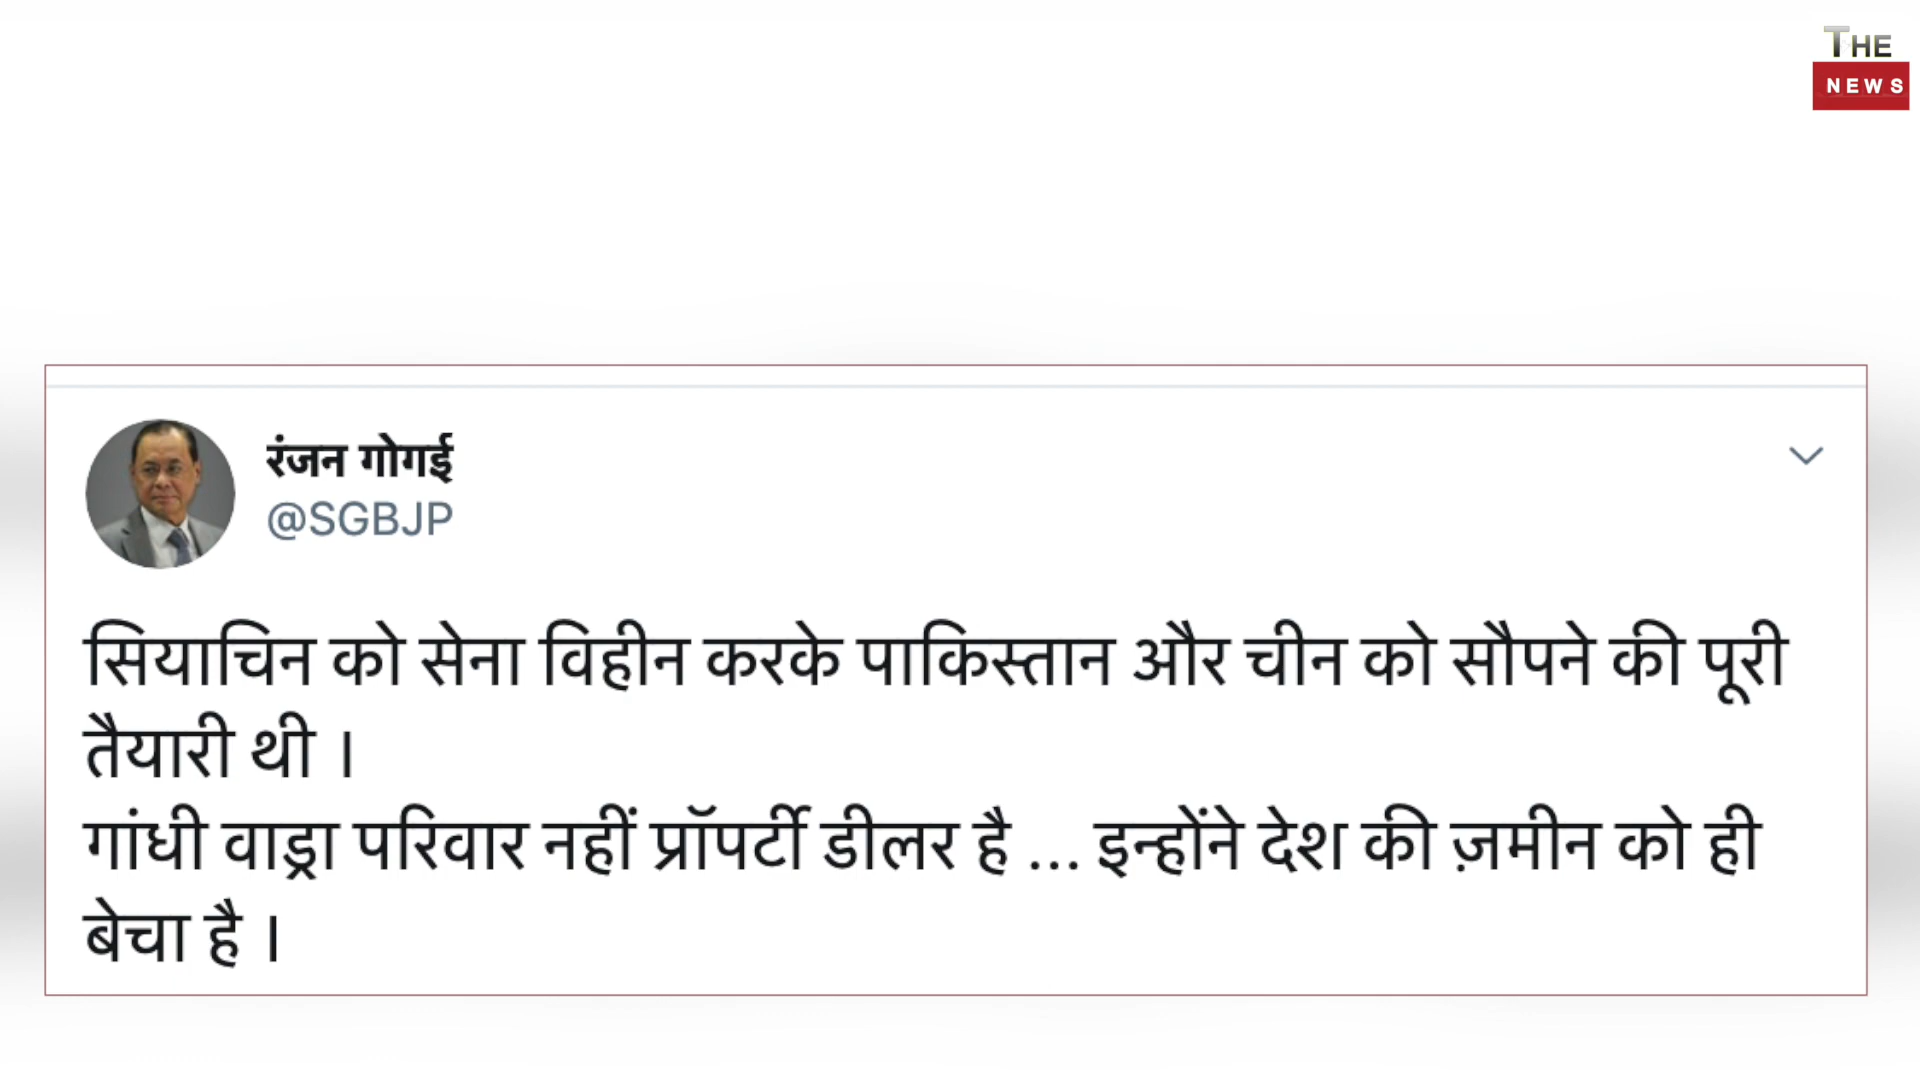 THE
NEWS
रंजन गोगई
@SGBJP
सियाचिन को सेना विहीन करके पाकिस्तान और चीन को सौपने की पूरी
तैयारी थी ।
गांधी वाड्रा परिवार नहीं प्रॉपर्टी डीलर है ... इन्होंने देश की ज़मीन को ही
बेचा है ।